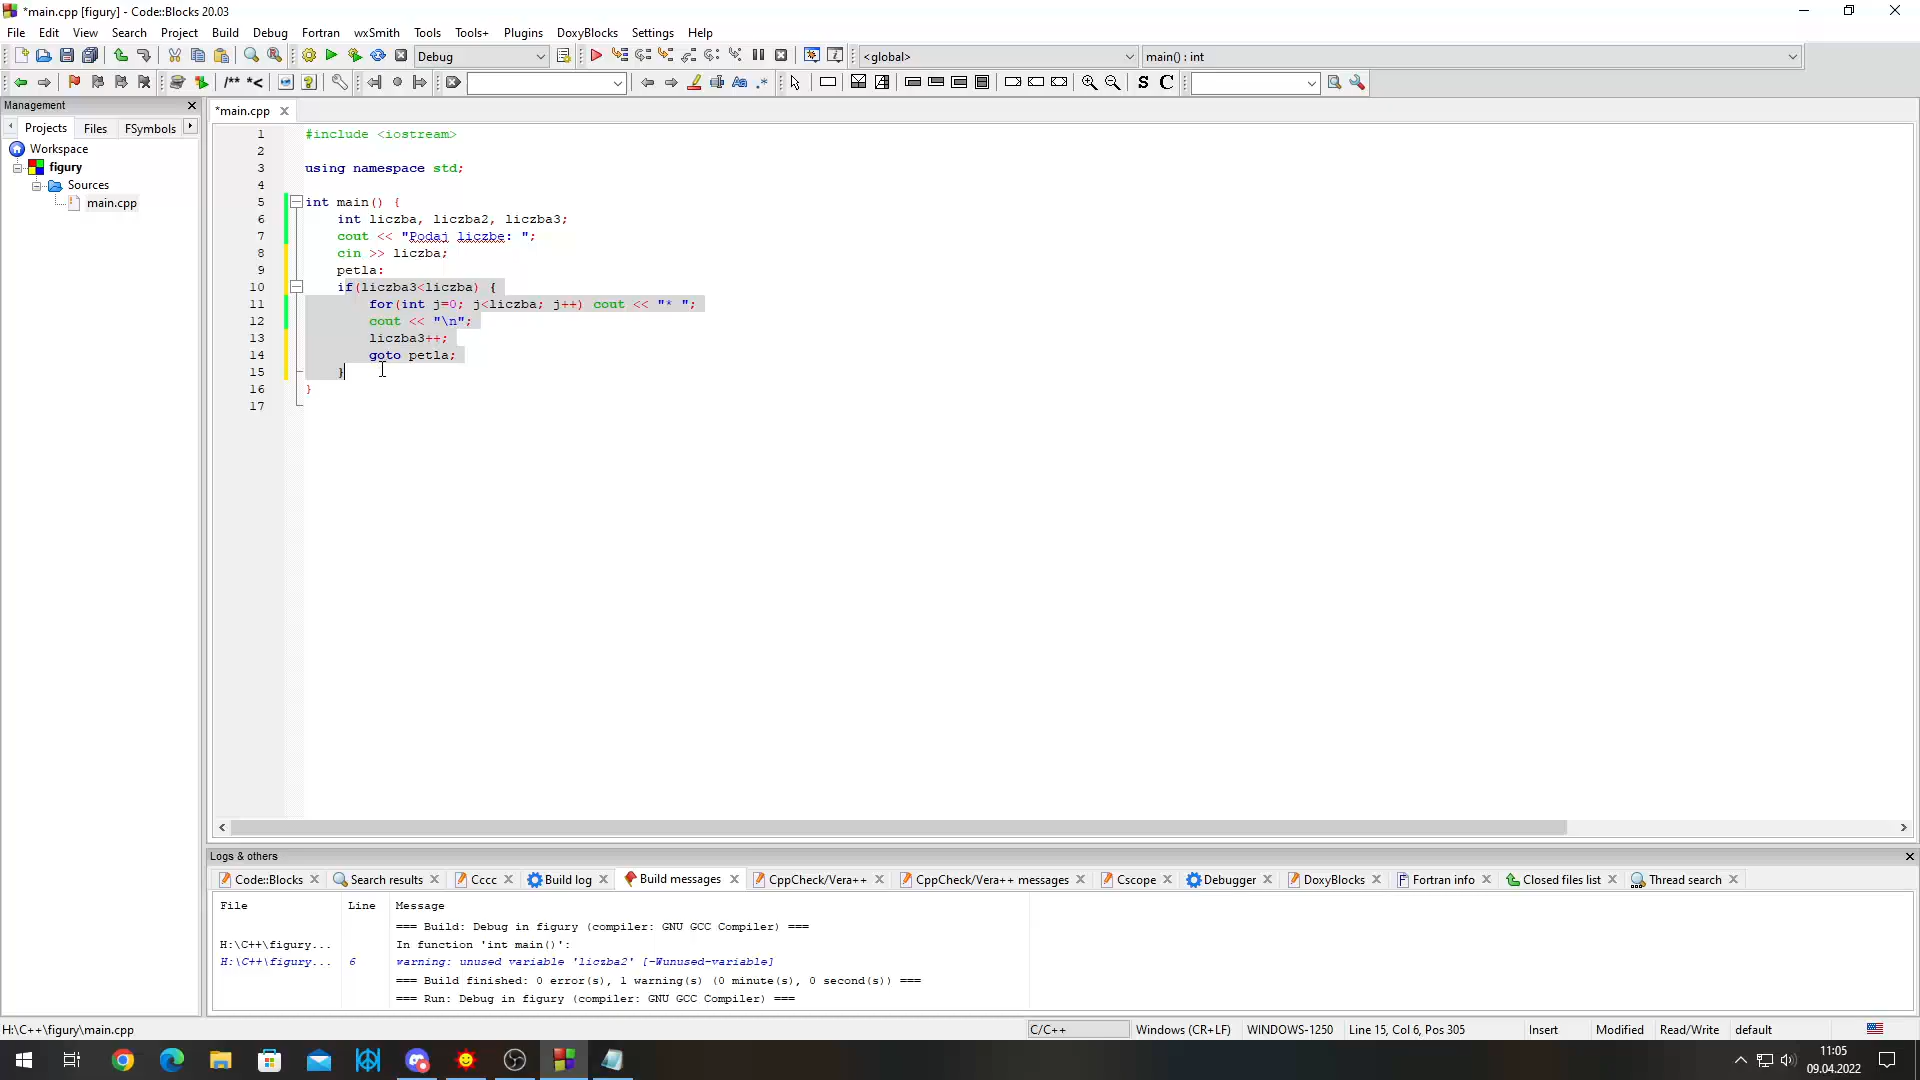 *main.cpp [figury] - Code::Blocks 20.03
File Edit View Search Project Build Debug Fortran wxSmith Tools Tools+ Plugins DoxyBlocks Settings Help
Debug <global> main() : int
/** *< Aa .* S C
Management
*main.cpp
Projects Files FSymbols
Workspace
figury
Sources
main.cpp
1 #include <iostream>
2
3 using namespace std;
4
5 int main() {
6 int liczba, liczba2, liczba3;
7 cout << "Podaj liczbe: ";
8 cin >> liczba;
9 petla:
10 if(liczba3<liczba) {
11 for(int j=0; j<liczba; j++) cout << "* ";
12 cout << "\n";
13 liczba3++;
14 goto petla;
15 }
16 }
17
Logs & others
Code::Blocks Search results Cccc Build log Build messages CppCheck/Vera++ CppCheck/Vera++ messages Cscope Debugger DoxyBlocks Fortran info Closed files list Thread search
File Line Message
=== Build: Debug in figury (compiler: GNU GCC Compiler) ===
H:\C++\figury... In function 'int main()':
H:\C++\figury... 6 warning: unused variable 'liczba2' [-Wunused-variable]
=== Build finished: 0 error(s), 1 warning(s) (0 minute(s), 0 second(s)) ===
=== Run: Debug in figury (compiler: GNU GCC Compiler) ===
H:\C++\figury\main.cpp C/C++ Windows (CR+LF) WINDOWS-1250 Line 15, Col 6, Pos 305 Insert Modified Read/Write default
11:05
09.04.2022